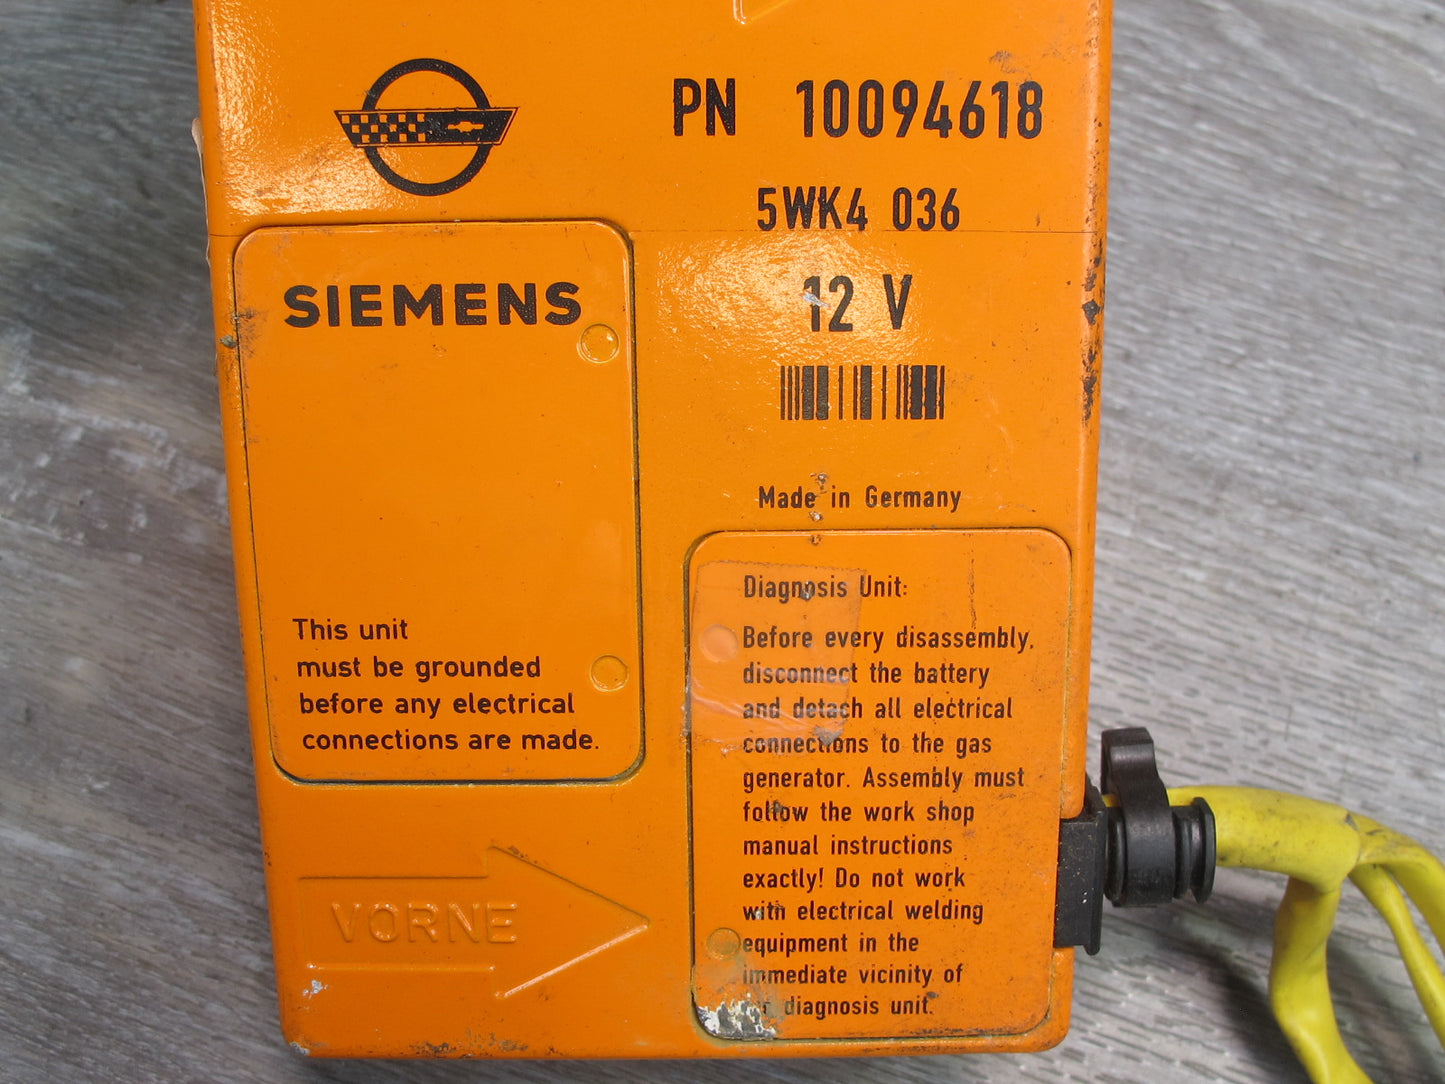 PN 10094618
5WK4 036
12 V
SIEMENS
Made in Germany
This unit
must be grounded
before any electrical
connections are made.
Diagnosis Unit:
Before every disassembly,
disconnect the battery
and detach all electrical
connections to the gas
generator. Assembly must
follow the work shop
manual instructions
exactly! Do not work
with electrical welding
equipment in the
immediate vicinity of
diagnosis unit.
VORNE